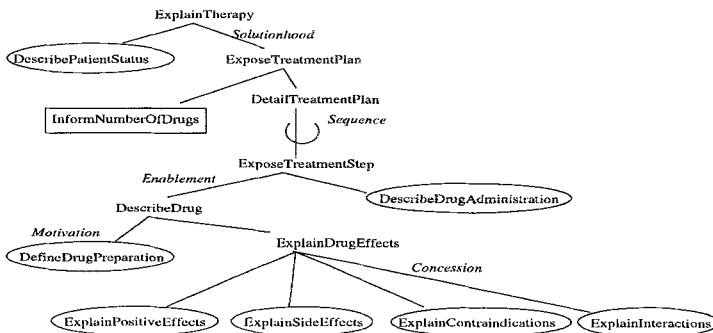 ExplainTherapy
Solutionhood
DescribePatientStatus
ExposeTreatmentPlan
DetailTreatmentPlan
InformNumberOfDrugs
Sequence
ExposeTreatmentStep
Enablement
DescribeDrugAdministration
DescribeDrug
Motivation
ExplainDrugEffects
DefineDrugPreparation
Concession
ExplainPositiveEffects
ExplainSideEffects
ExplainContraindications
ExplainInteractions